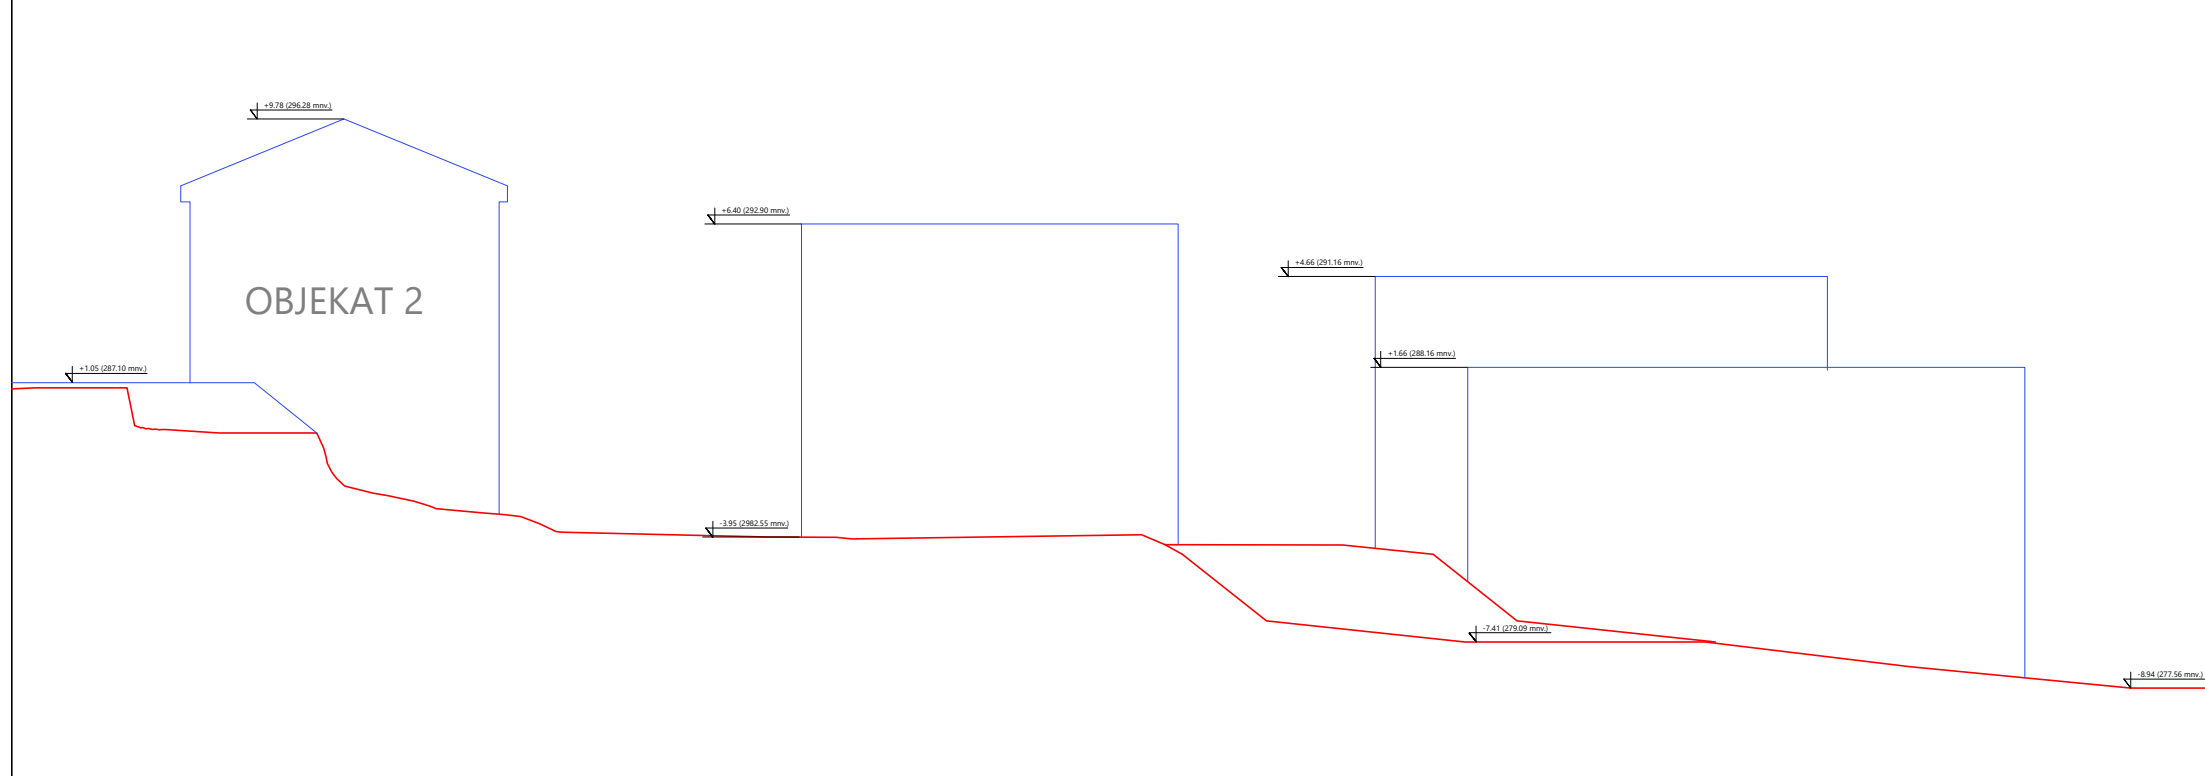 +9.78 (296.28 mnv.)
+6.40 (292.90 mnv.)
+4.66 (291.16 mnv.)
OBJEKAT 2
+1.66 (288.16 mnv.)
+1.05 (287.10 mnv.)
-3.95 (2982.55 mnv.)
-7.41 (279.09 mnv.)
-8.94 (277.56 mnv.)